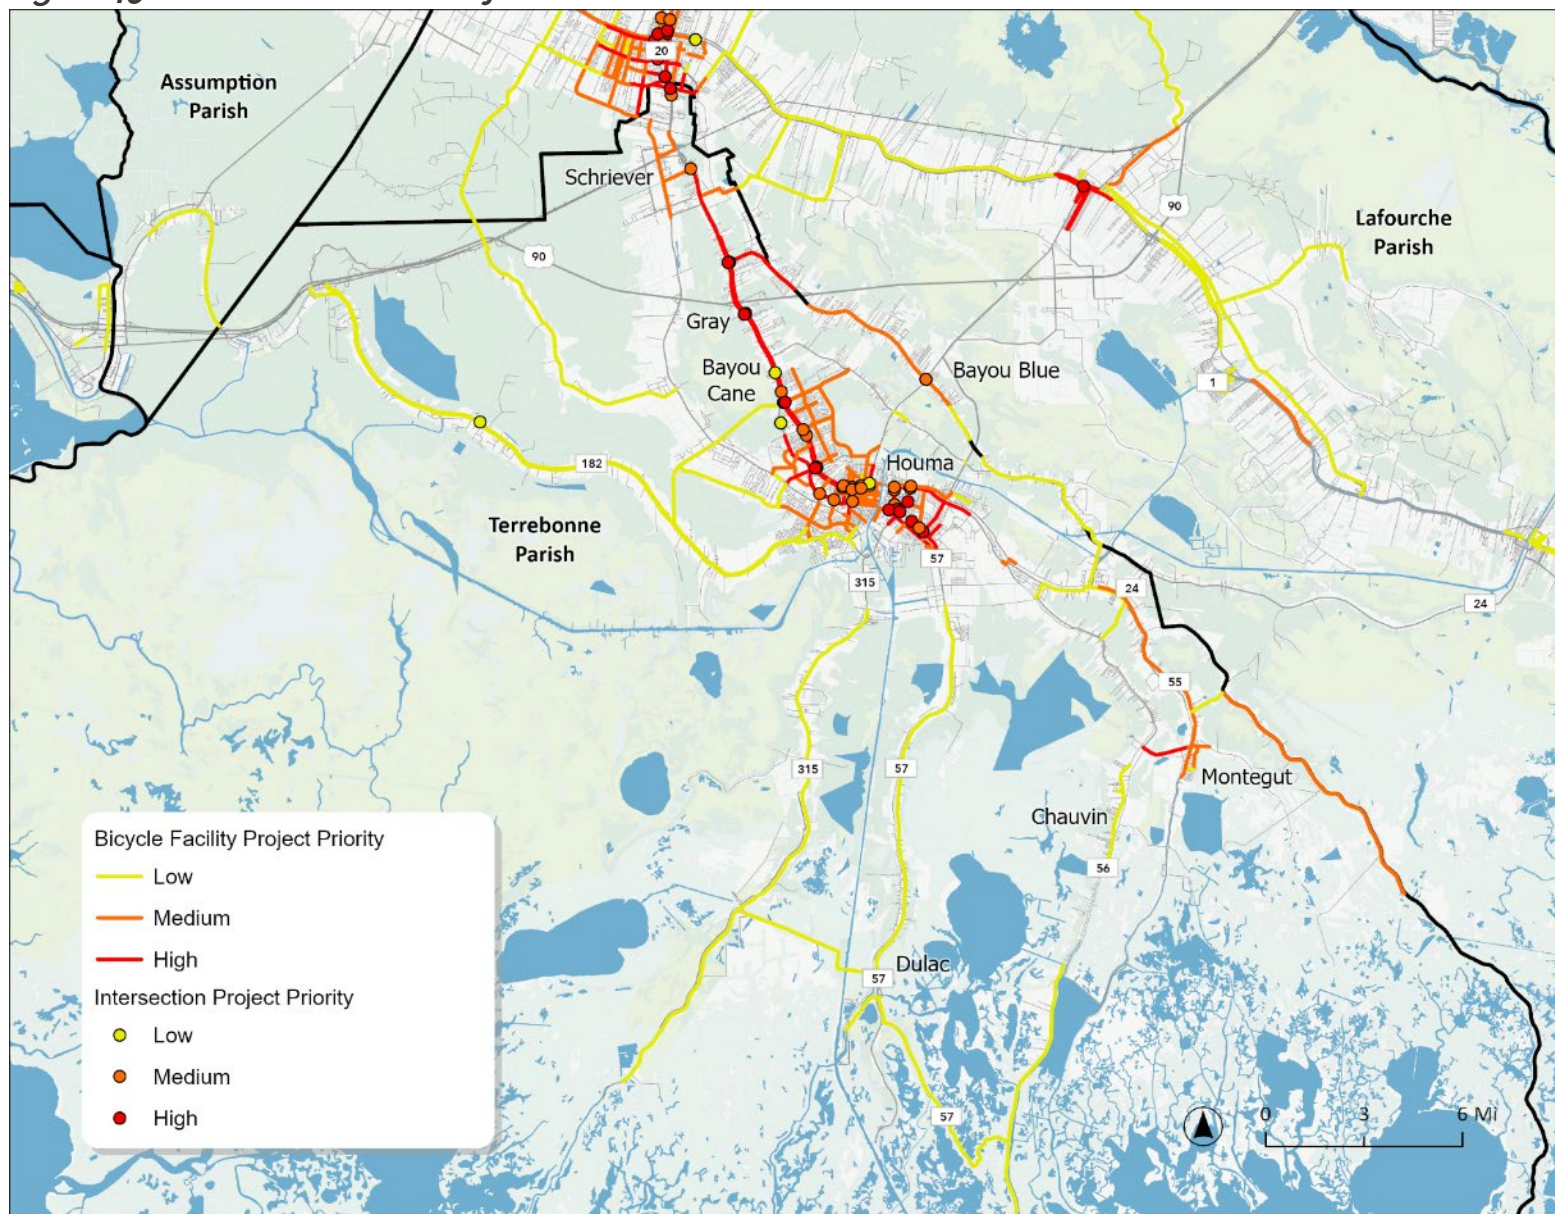 20
Assumption
Parish
Schriever
90
90
Lafourche
Parish
Gray
Bayou
Cane
Bayou Blue
1
Houma
182
Terrebonne
Parish
57
315
24
24
55
315
57
Montegut
Chauvin
56
Dulac
57
57
Bicycle Facility Project Priority
Low
Medium
High
Intersection Project Priority
Low
Medium
High
0 3 6 Mi